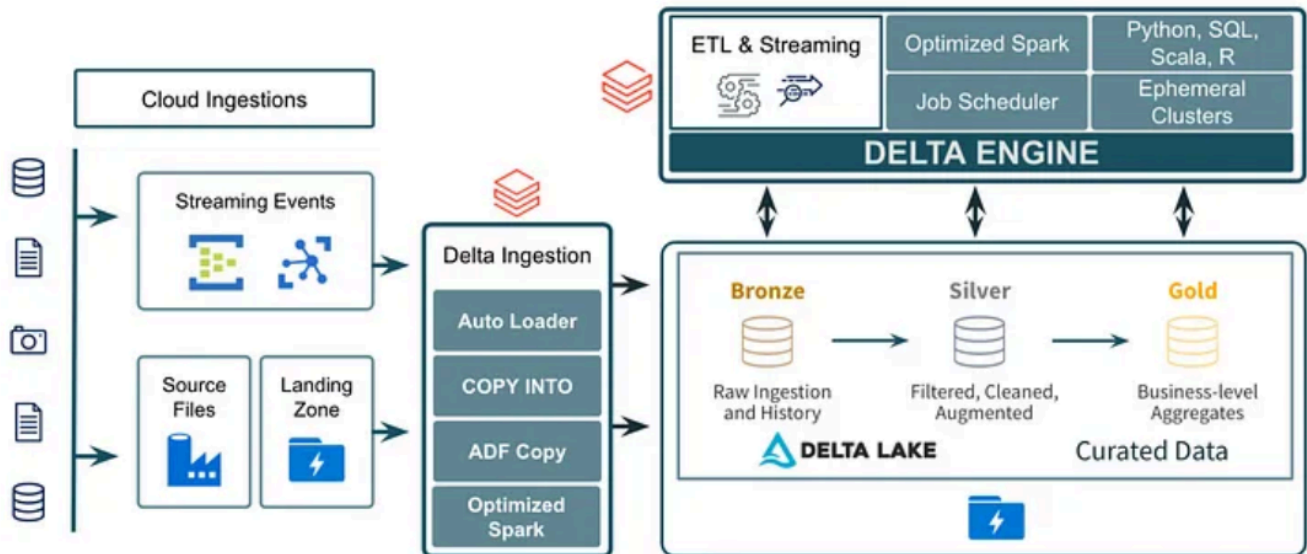 Cloud Ingestions
Streaming Events
Source
Files
Landing
Zone
Delta Ingestion
Auto Loader
COPY INTO
ADF Copy
Optimized
Spark
ETL & Streaming
Optimized Spark
Python, SQL,
Scala, R
Job Scheduler
Ephemeral
Clusters
DELTA ENGINE
Bronze
Silver
Gold
Raw Ingestion
and History
Filtered, Cleaned,
Augmented
Business-level
Aggregates
DELTA LAKE
Curated Data